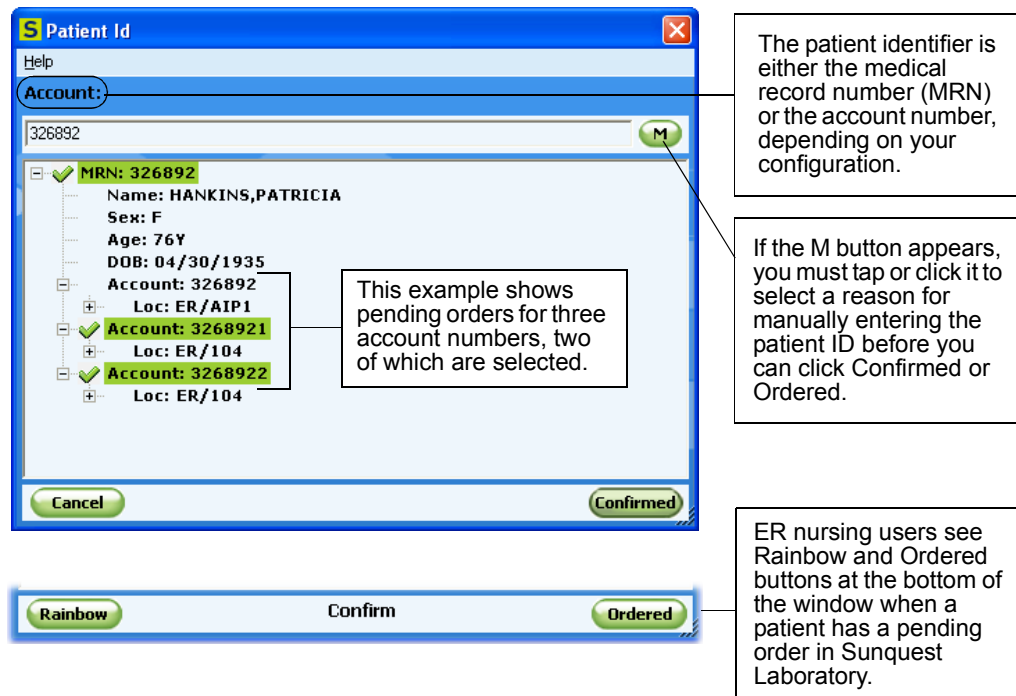 S Patient Id
Help
Account:
326892
M
MRN: 326892
Name: HANKINS,PATRICIA
Sex: F
Age: 76Y
DOB: 04/30/1935
Account: 326892
Loc: ER/AIP1
Account: 3268921
Loc: ER/104
Account: 3268922
Loc: ER/104
This example shows
pending orders for three
account numbers, two
of which are selected.
Cancel
Confirmed
Rainbow
Confirm
Ordered
The patient identifier is
either the medical
record number (MRN)
or the account number,
depending on your
configuration.
If the M button appears,
you must tap or click it to
select a reason for
manually entering the
patient ID before you
can click Confirmed or
Ordered.
ER nursing users see
Rainbow and Ordered
buttons at the bottom of
the window when a
patient has a pending
order in Sunquest
Laboratory.